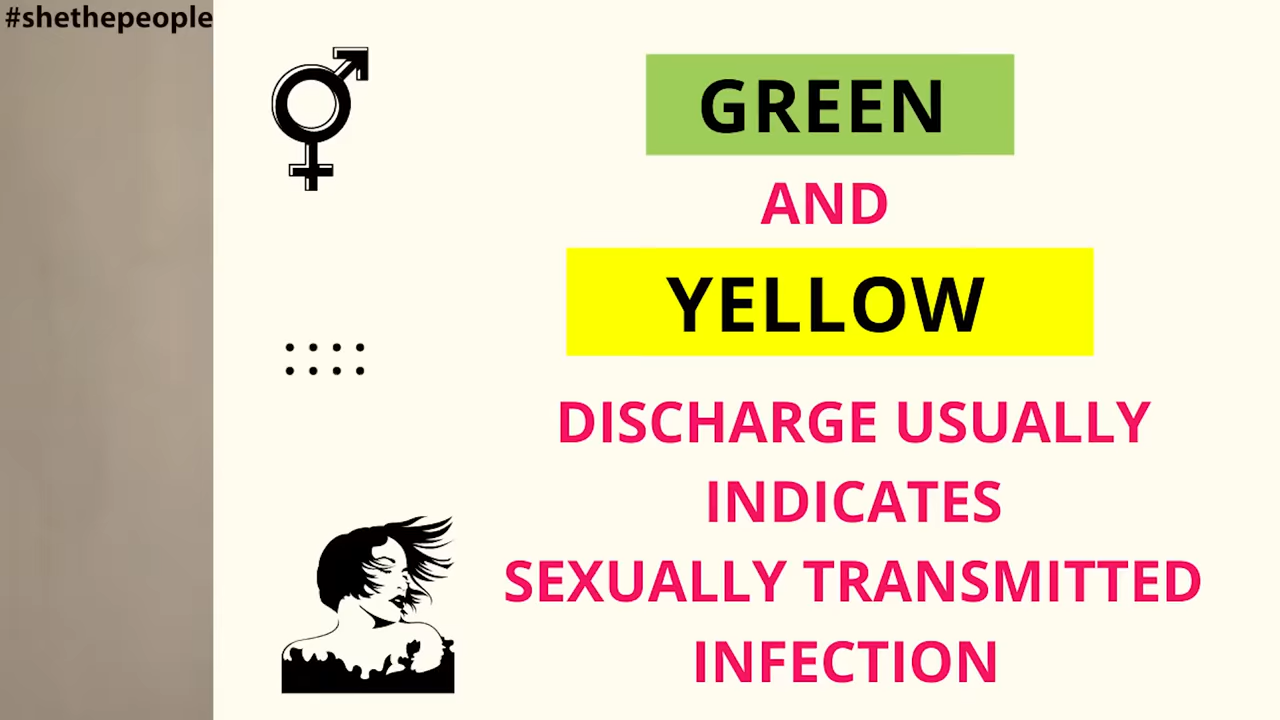 #shethepeople
GREEN
AND
YELLOW
DISCHARGE USUALLY
INDICATES
SEXUALLY TRANSMITTED
INFECTION